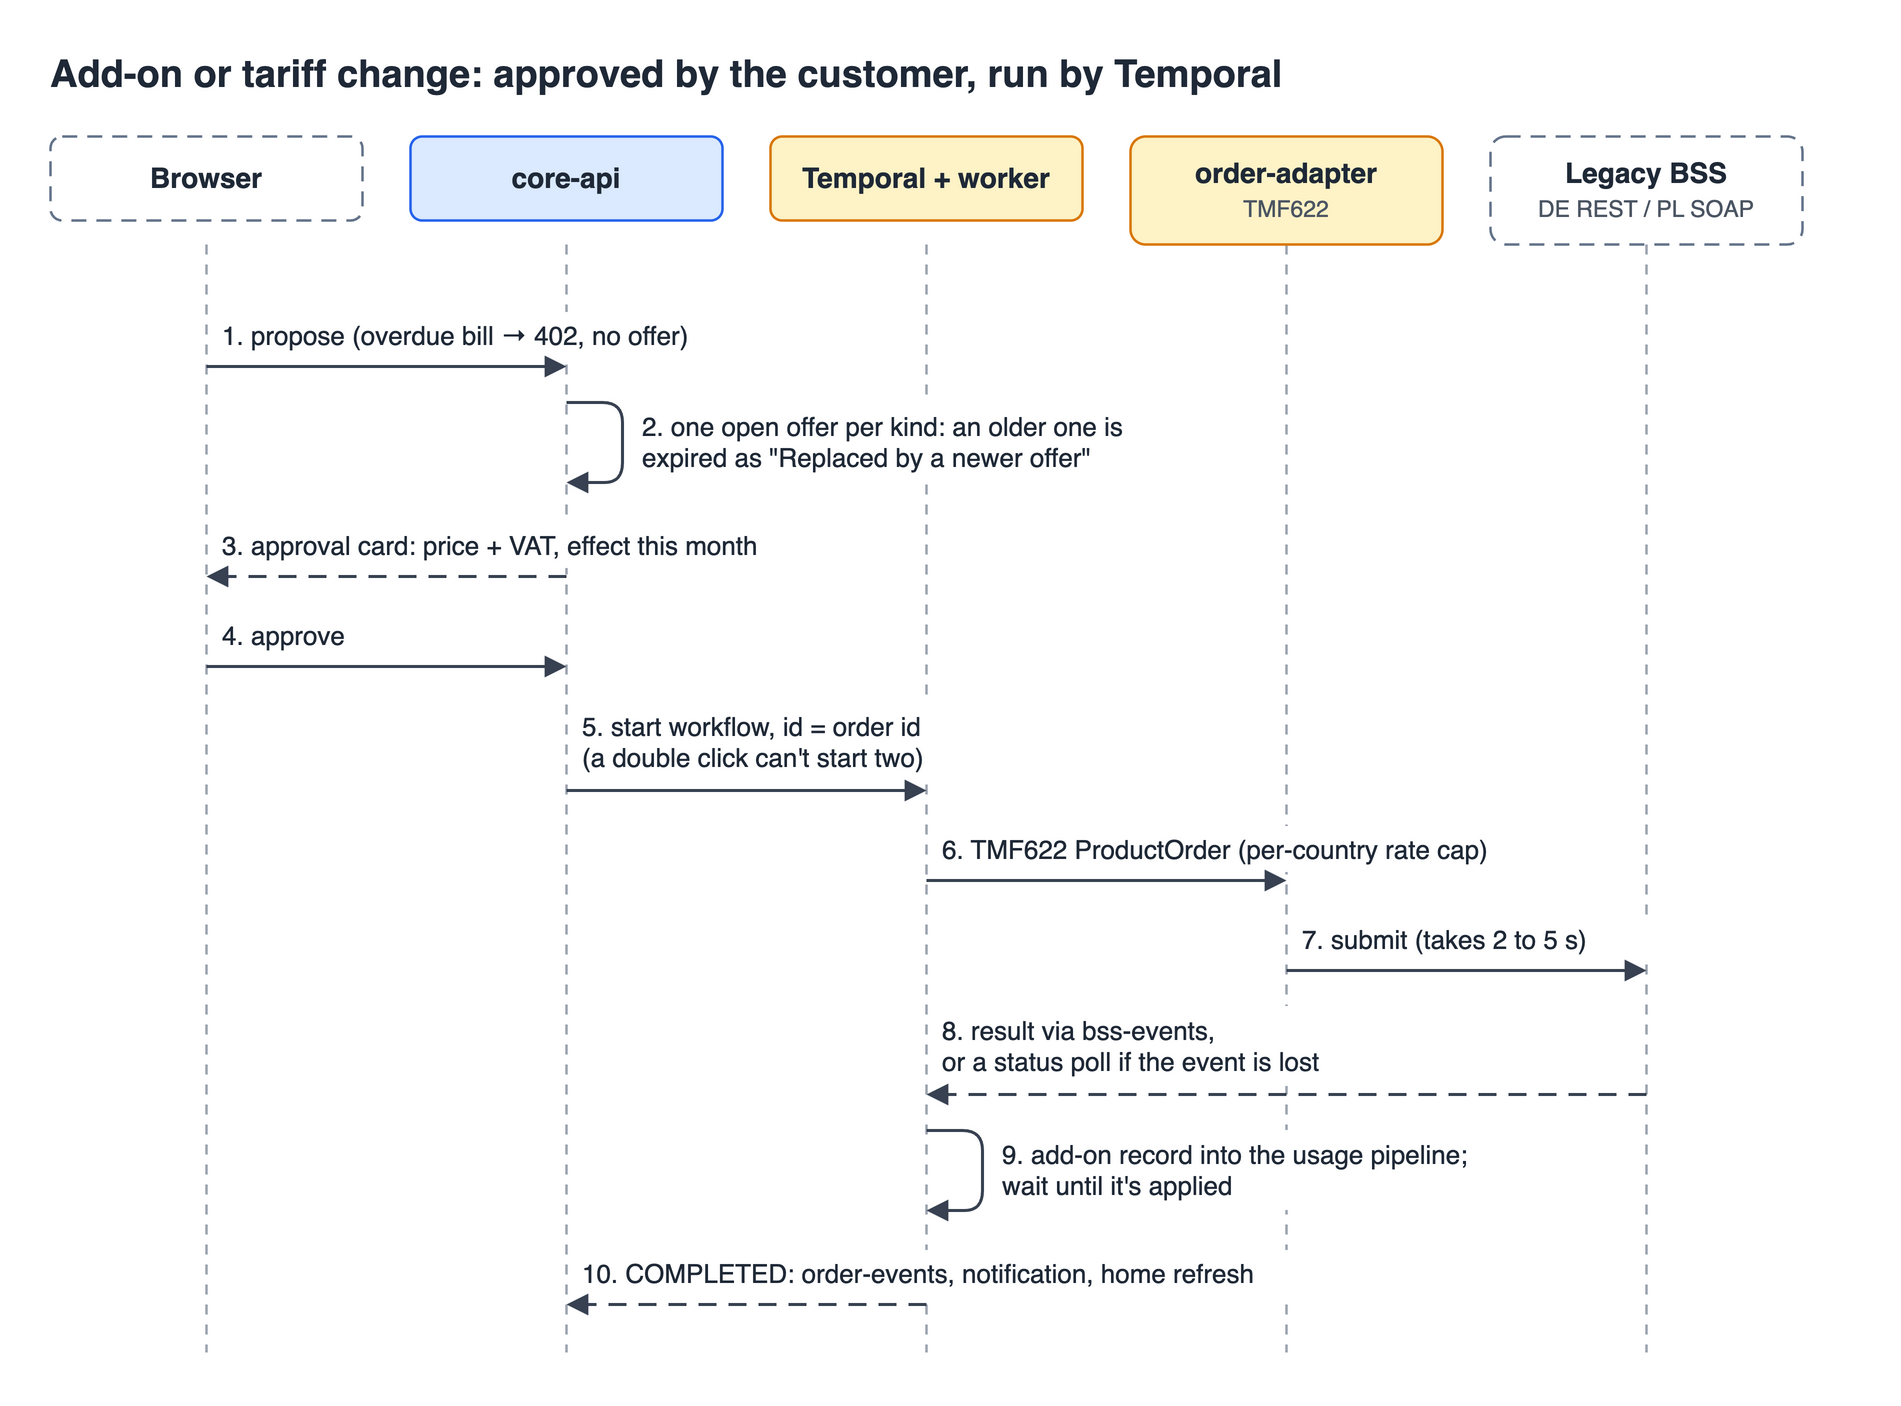 Add-on or tariff change: approved by the customer, run by Temporal
Browser
core-api
Temporal + worker
order-adapter
TMF622
Legacy BSS
DE REST / PL SOAP
1. propose (overdue bill → 402, no offer)
2. one open offer per kind: an older one is
expired as "Replaced by a newer offer"
3. approval card: price + VAT, effect this month
4. approve
5. start workflow, id = order id
(a double click can't start two)
6. TMF622 ProductOrder (per-country rate cap)
7. submit (takes 2 to 5 s)
8. result via bss-events,
or a status poll if the event is lost
9. add-on record into the usage pipeline;
wait until it's applied
10. COMPLETED: order-events, notification, home refresh